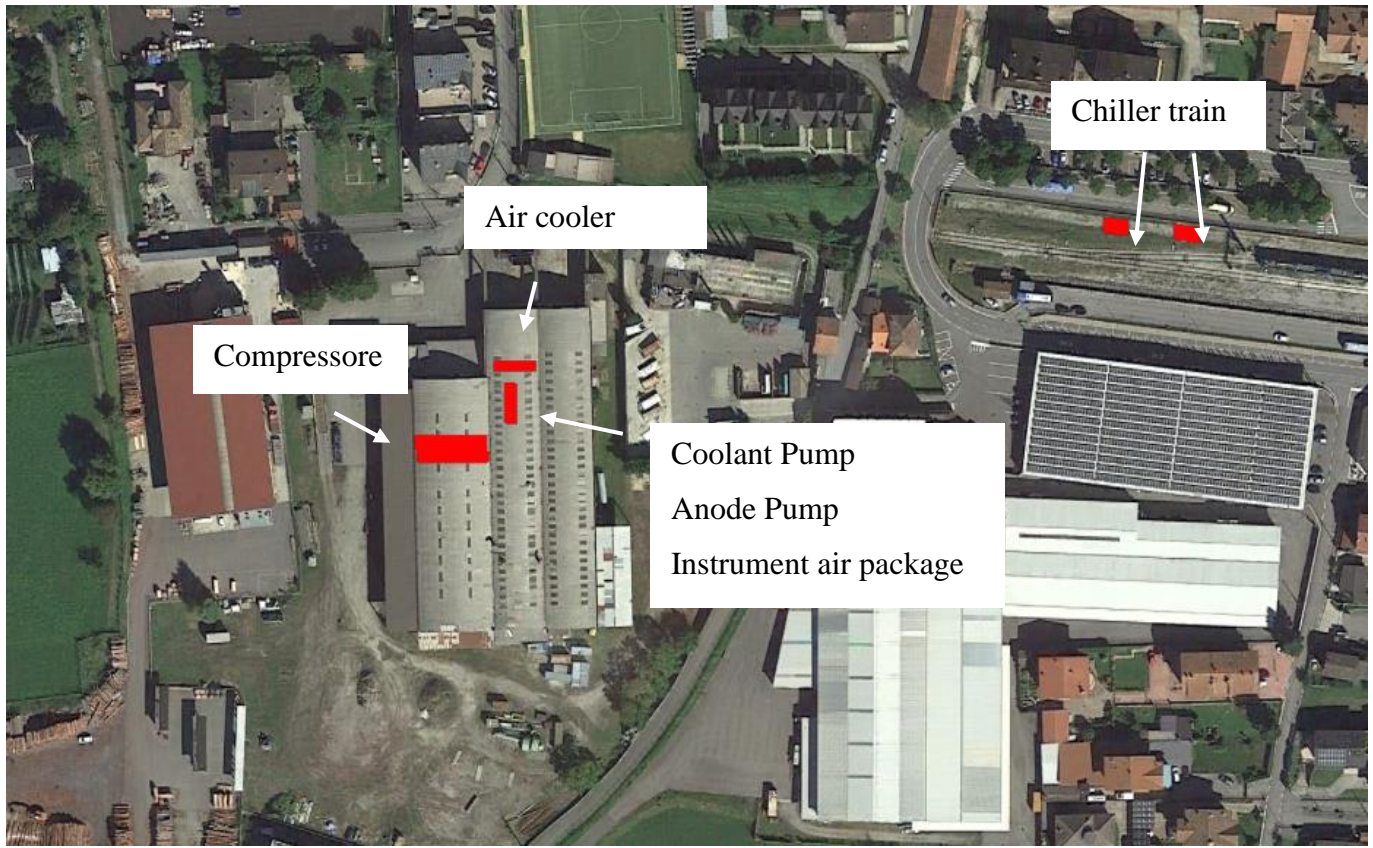 Chiller train
Air cooler
Compressore
Coolant Pump
Anode Pump
Instrument air package